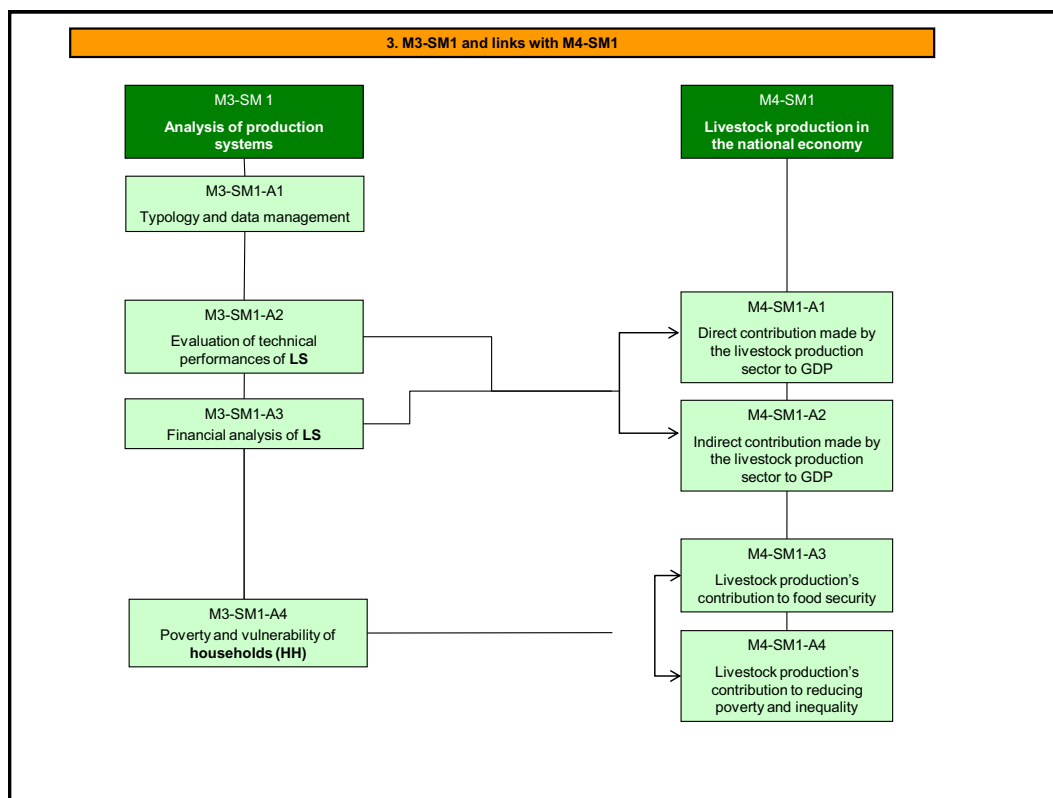 3. M3-SM1 and links with M4-SM1
M3-SM 1
Analysis of production
systems
M3-SM1-A1
Typology and data management
M3-SM1-A2
Evaluation of technical
performances of LS
M3-SM1-A3
Financial analysis of LS
M3-SM1-A4
Poverty and vulnerability of
households (HH)
M4-SM1
Livestock production in
the national economy
M4-SM1-A1
Direct contribution made by
the livestock production
sector to GDP
M4-SM1-A2
Indirect contribution made by
the livestock production
sector to GDP
M4-SM1-A3
Livestock production's
contribution to food security
M4-SM1-A4
Livestock production's
contribution to reducing
poverty and inequality